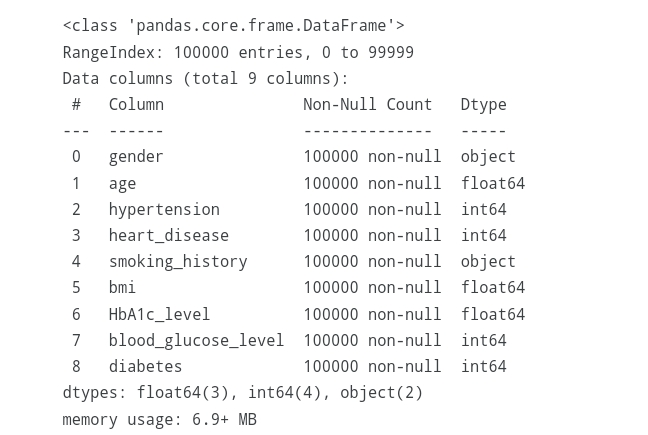 <class 'pandas.core.frame.DataFrame'>
RangeIndex: 100000 entries, 0 to 99999
Data columns (total 9 columns):
 #   Column               Non-Null Count   Dtype
---  ------               --------------   -----
 0   gender               100000 non-null  object
 1   age                  100000 non-null  float64
 2   hypertension         100000 non-null  int64
 3   heart_disease        100000 non-null  int64
 4   smoking_history      100000 non-null  object
 5   bmi                  100000 non-null  float64
 6   HbA1c_level          100000 non-null  float64
 7   blood_glucose_level  100000 non-null  int64
 8   diabetes             100000 non-null  int64
dtypes: float64(3), int64(4), object(2)
memory usage: 6.9+ MB